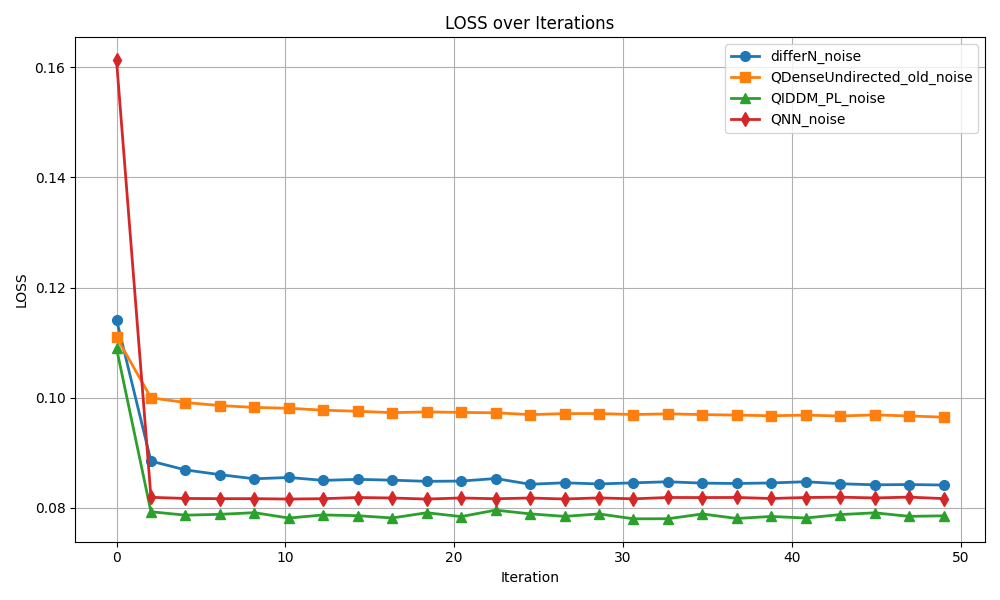 LOSS over Iterations
differN_noise
QDenseUndirected_old_noise
QIDDM_PL_noise
QNN_noise
LOSS
0.16
0.14
0.12
0.10
0.08
0 10 20 30 40 50
Iteration